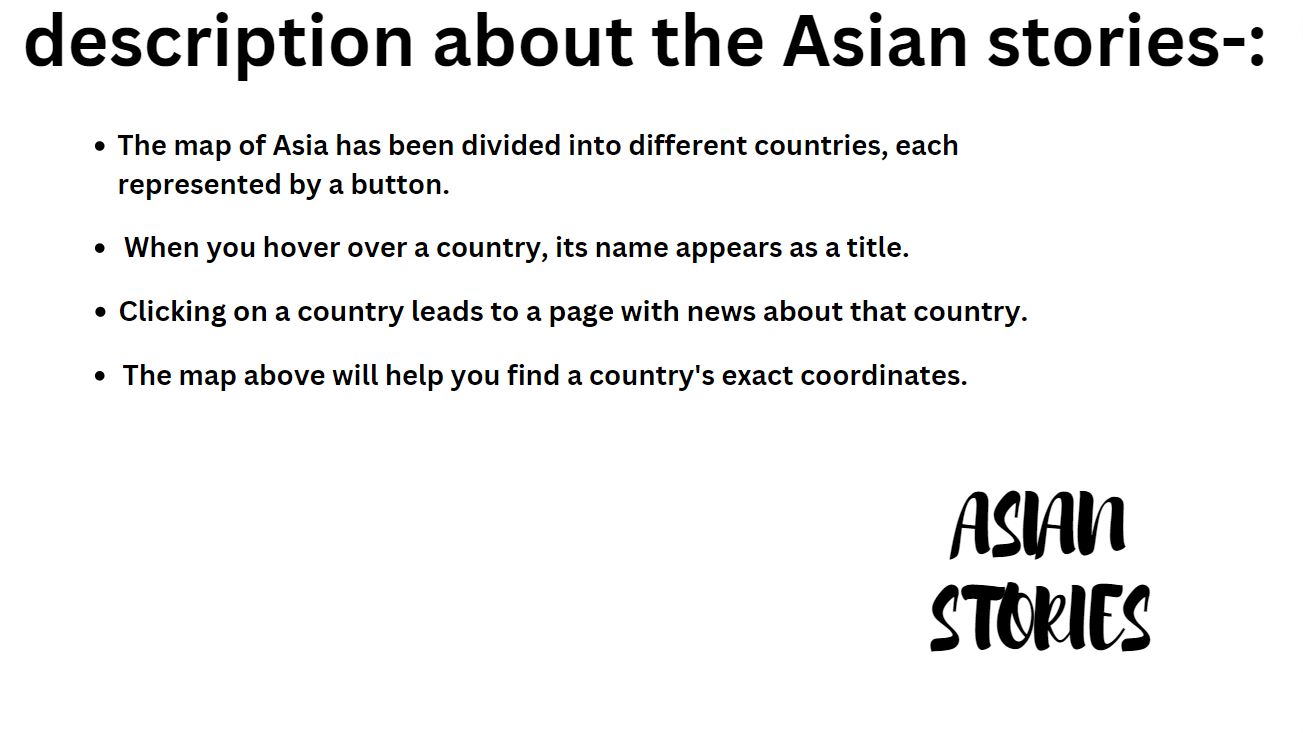 description about the Asian stories-:
• The map of Asia has been divided into different countries, each
represented by a button.
• When you hover over a country, its name appears as a title.
• Clicking on a country leads to a page with news about that country.
• The map above will help you find a country's exact coordinates.
ASIAN
STORIES